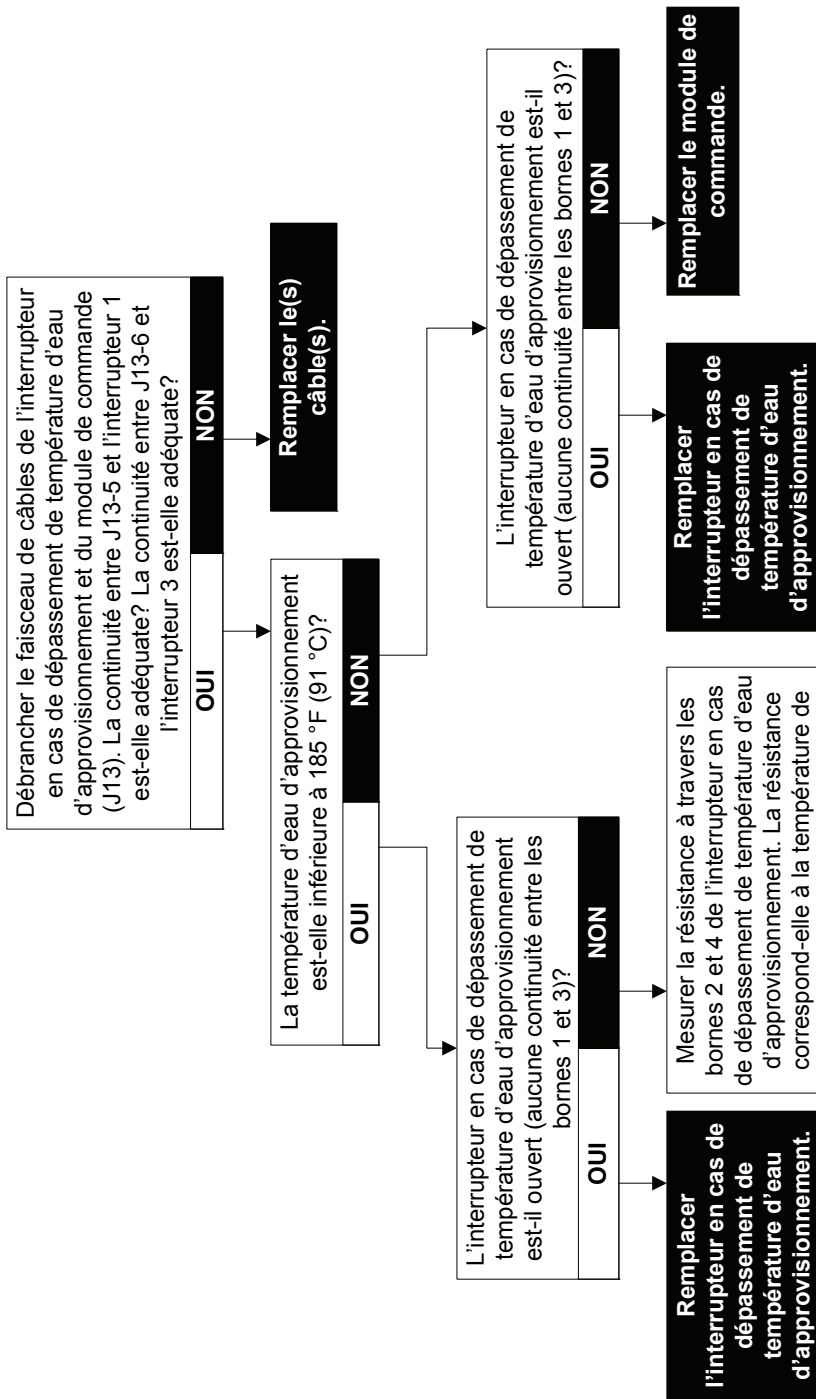 Débrancher le faisceau de câbles de l'interrupteur
en cas de dépassement de température d'eau
d'approvisionnement et du module de commande
(J13). La continuité entre J13-5 et l'interrupteur 1
est-elle adéquate? La continuité entre J13-6 et
l'interrupteur 3 est-elle adéquate?
OUI
NON
Remplacer le(s)
câble(s).
La température d'eau d'approvisionnement
est-elle inférieure à 185 °F (91 °C)?
OUI
NON
L'interrupteur en cas de dépassement de
température d'eau d'approvisionnement
est-il ouvert (aucune continuité entre les
bornes 1 et 3)?
OUI
NON
L'interrupteur en cas de dépassement de
température d'eau d'approvisionnement est-il
ouvert (aucune continuité entre les bornes 1 et 3)?
OUI
NON
Remplacer
l'interrupteur en cas de
dépassement de
température d'eau
d'approvisionnement.
Mesurer la résistance à travers les
bornes 2 et 4 de l'interrupteur en cas
de dépassement de température d'eau
d'approvisionnement. La résistance
correspond-elle à la température de
Remplacer
l'interrupteur en cas de
dépassement de
température d'eau
d'approvisionnement.
Remplacer le module de
commande.